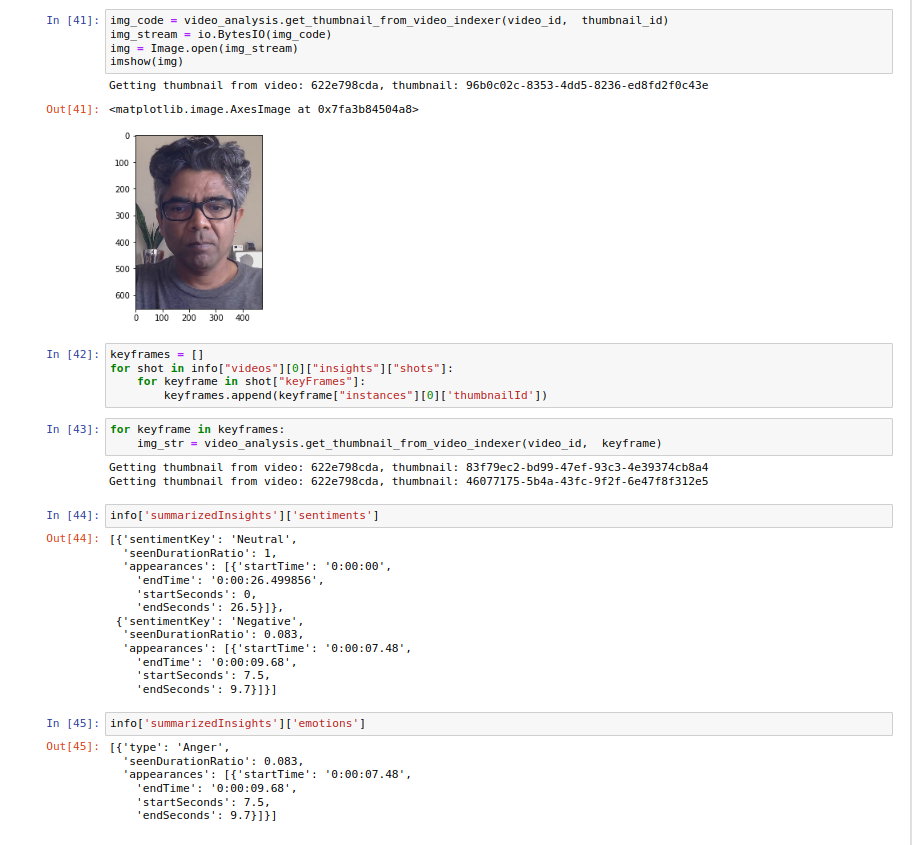 In [41]: img_code = video_analysis.get_thumbnail_from_video_indexer(video_id,  thumbnail_id)
img_stream = io.BytesIO(img_code)
img = Image.open(img_stream)
imshow(img)
Getting thumbnail from video: 622e798cda, thumbnail: 96b0c02c-8353-4dd5-8236-ed8fd2f0c43e
Out[41]: <matplotlib.image.AxesImage at 0x7fa3b84504a8>
0
100
200
300
400
500
600
0 100 200 300 400
In [42]: keyframes = []
for shot in info["videos"][0]["insights"]["shots"]:
    for keyframe in shot["keyFrames"]:
        keyframes.append(keyframe["instances"][0]['thumbnailId'])
In [43]: for keyframe in keyframes:
    img_str = video_analysis.get_thumbnail_from_video_indexer(video_id,  keyframe)
Getting thumbnail from video: 622e798cda, thumbnail: 83f79ec2-bd99-47ef-93c3-4e39374cb8a4
Getting thumbnail from video: 622e798cda, thumbnail: 46077175-5b4a-43fc-9f2f-6e47f8f312e5
In [44]: info['summarizedInsights']['sentiments']
Out[44]: [{'sentimentKey': 'Neutral',
  'seenDurationRatio': 1,
  'appearances': [{'startTime': '0:00:00',
    'endTime': '0:00:26.499856',
    'startSeconds': 0,
    'endSeconds': 26.5}]},
 {'sentimentKey': 'Negative',
  'seenDurationRatio': 0.083,
  'appearances': [{'startTime': '0:00:07.48',
    'endTime': '0:00:09.68',
    'startSeconds': 7.5,
    'endSeconds': 9.7}]}]
In [45]: info['summarizedInsights']['emotions']
Out[45]: [{'type': 'Anger',
  'seenDurationRatio': 0.083,
  'appearances': [{'startTime': '0:00:07.48',
    'endTime': '0:00:09.68',
    'startSeconds': 7.5,
    'endSeconds': 9.7}]}]